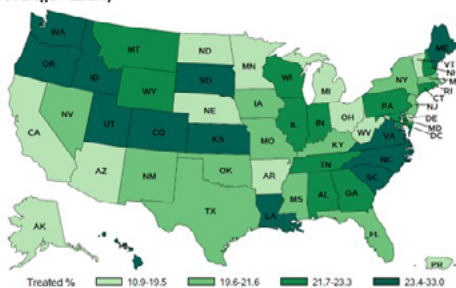 WA
ME
MT
ND
VT
MN
OR
NH
ID
SD
WI
NY
MI
RI
WY
CT
PA
IA
NJ
NE
OH
NV
DE
IL
IN
UT
MD
CO
WV
VA
DC
CA
KS
MO
KY
NC
TN
OK
AZ
NM
AR
SC
MS
AL
GA
TX
LA
AK
FL
PR
Treated % 10.9-19.5 19.6-21.6 21.7-23.3 23.4-33.0